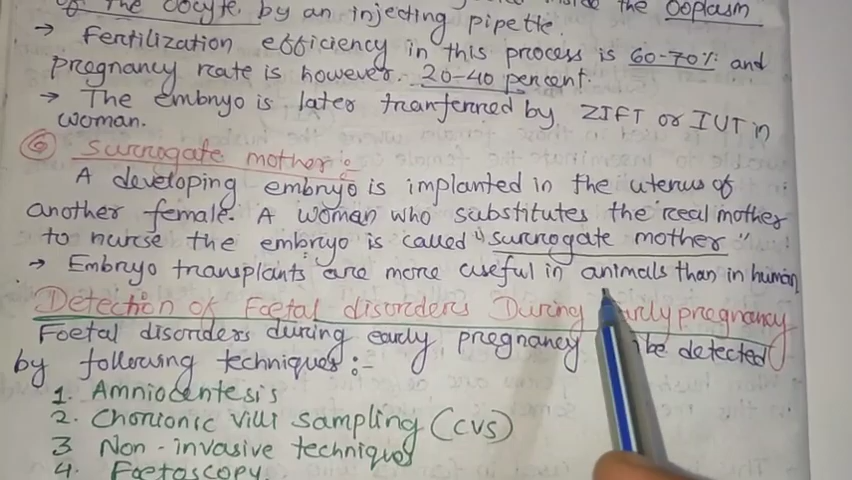 of the Oocyte by an injecting pipette. the Ooplasm
→ Fertilization efficiency in this process is 60-70% and
pregnancy rate is however. 20-40 percent.
→ The embryo is later tranferred by ZIFT or IUT in
woman.
⑥ Surrogate mother:
A developing embryo is implanted in the uterus of
another female. A woman who substitutes the real mother
to nurse the embryo is called "surrogate mother"
→ Embryo transplants are more useful in animals than in human
Detection of Foetal disorders During pregnancy
Foetal disorders during early pregnancy be detected
by following techniques :-
1. Amniocentesis
2. Chorionic villi sampling (CVS)
3 Non-invasive techniques
4. Foetoscopy.